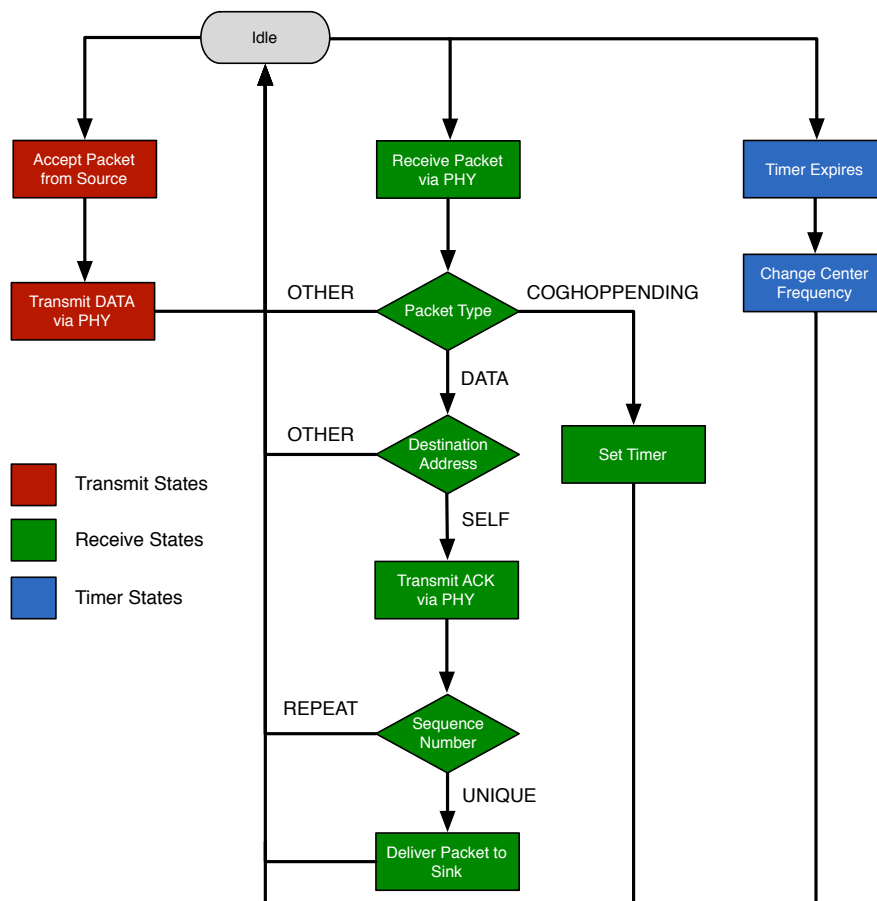 Idle
Accept Packet
from Source
Receive Packet
via PHY
Timer Expires
Transmit DATA
via PHY
OTHER
Packet Type
COGHOPPENDING
Change Center
Frequency
DATA
OTHER
Destination
Address
Set Timer
Transmit States
SELF
Receive States
Transmit ACK
via PHY
Timer States
REPEAT
Sequence
Number
UNIQUE
Deliver Packet to
Sink